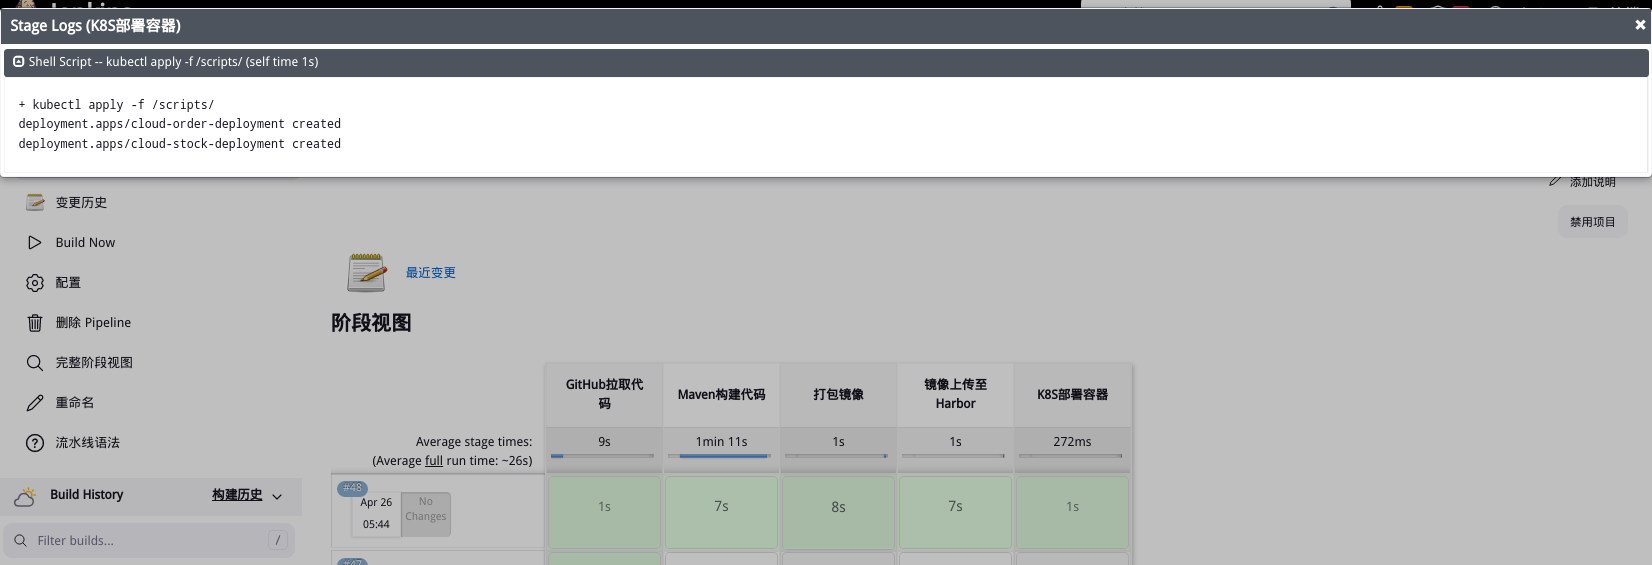 Stage Logs (K8S部署容器)
Shell Script -- kubectl apply -f /scripts/ (self time 1s)
+ kubectl apply -f /scripts/
deployment.apps/cloud-order-deployment created
deployment.apps/cloud-stock-deployment created
添加说明
变更历史
禁用项目
Build Now
最近变更
配置
删除 Pipeline
阶段视图
完整阶段视图
重命名
流水线语法
GitHub拉取代
码
Maven构建代码
打包镜像
镜像上传至
Harbor
K8S部署容器
Average stage times:
(Average full run time: ~26s)
9s
1min 11s
1s
1s
272ms
Build History
构建历史
#48
Apr 26
05:44
No
Changes
1s
7s
8s
7s
1s
Filter builds...
/